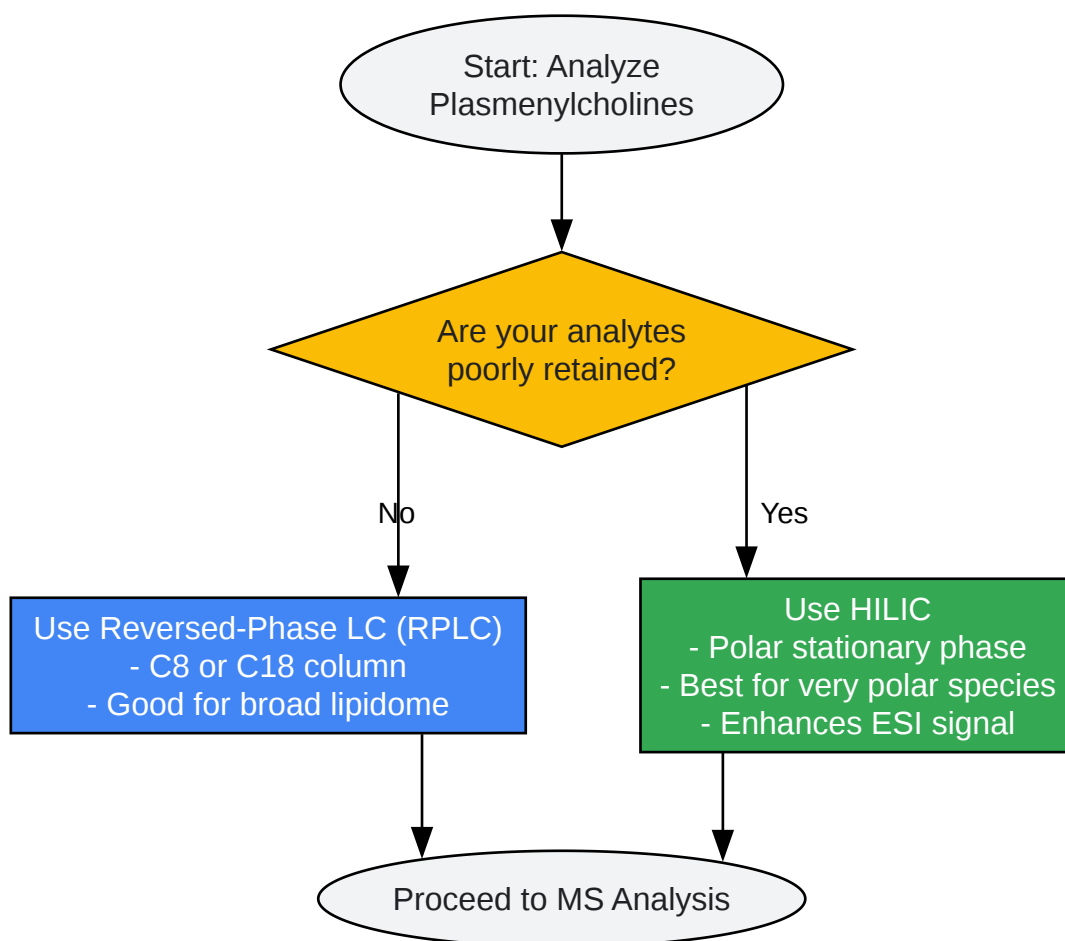 Start: Analyze
Plasmenylcholines
Are your analytes
poorly retained?
No
Yes
Use Reversed-Phase LC (RPLC)
- C8 or C18 column
- Good for broad lipidome
Use HILIC
- Polar stationary phase
- Best for very polar species
- Enhances ESI signal
Proceed to MS Analysis